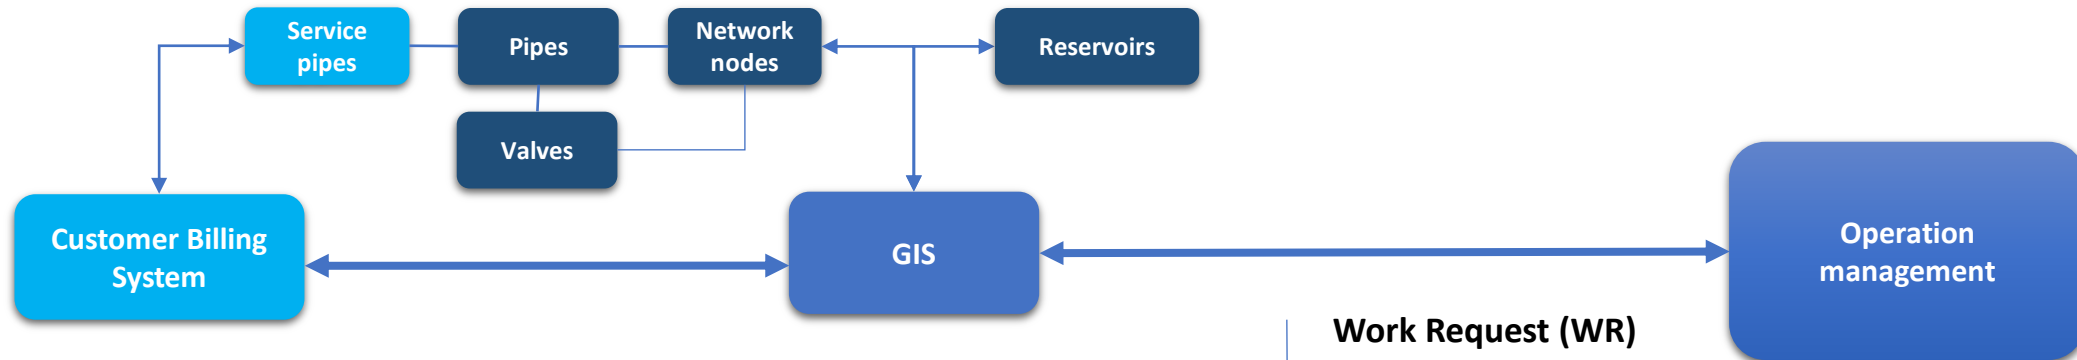 Service
pipes
Pipes
Network
nodes
Reservoirs
Valves
Customer Billing
System
GIS
Operation
management
Work Request (WR)